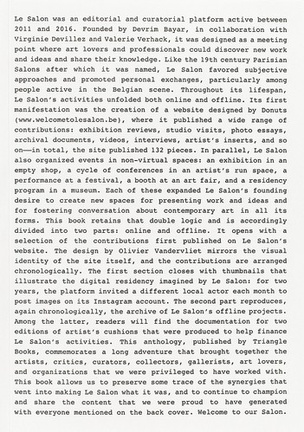 Le Salon was an editorial and curatorial platform active between
2011 and 2016. Founded by Devrim Bayar, in collaboration with
Virginie Devillez and Valerie Verhack, it was designed as a meeting
point where art lovers and professionals could discover new work
and ideas and share their knowledge. Like the 19th century Parisian
Salons after which it was named, Le Salon favored subjective
approaches and promoted personal exchanges, particularly among
people active in the Belgian scene. Throughout its lifespan,
Le Salon's activities unfolded both online and offline. Its first
manifestation was the creation of a website designed by Donuts
(www.welcometolesalon.be), where it published a wide range of
contributions: exhibition reviews, studio visits, photo essays,
archival documents, videos, interviews, artist's inserts, and so
on—in total, the site published 172 pieces. In parallel, Le Salon
also organized events in non-virtual spaces: an exhibition in an
empty shop, a cycle of conferences in an artist's run space, a
performance at a festival, a booth at an art fair, and a residency
program in a museum. Each of these expanded Le Salon's founding
desire to create new spaces for presenting work and ideas and
for fostering conversation about contemporary art in all its
forms. This book retains that double logic and is accordingly
divided into two parts: online and offline. It opens with a
selection of the contributions first published on Le Salon's
website. The design by Olivier Vandervliet mirrors the visual
identity of the site itself, and the contributions are arranged
chronologically. The first section closes with thumbnails that
illustrate the digital residency imagined by Le Salon: for two
years, the platform invited a different local actor each month to
post images on its Instagram account. The second part reproduces,
again chronologically, the archive of Le Salon's offline projects.
Among the latter, readers will find the documentation for two
editions of artist's cushions that were produced to help finance
Le Salon's activities. This anthology, published by Triangle
Books, commemorates a long adventure that brought together the
artists, critics, curators, collectors, gallerists, art lovers,
and organizations that we were privileged to have worked with.
This book allows us to preserve some trace of the synergies that
went into making Le Salon what it was, and to continue to champion
and share the content that we were proud to have generated
with everyone mentioned on the back cover. Welcome to our Salon.